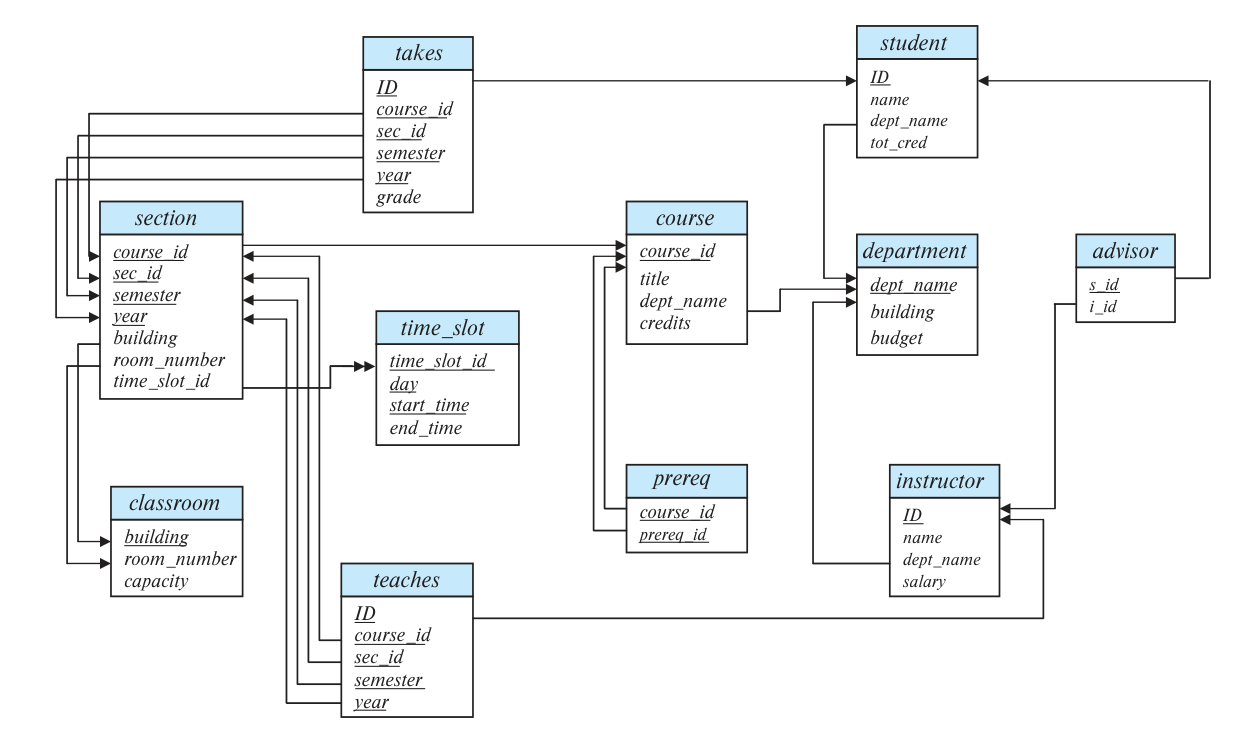 takes
ID
course_id
sec_id
semester
year
grade
student
ID
name
dept_name
tot_cred
section
course_id
sec_id
semester
year
building
room_number
time_slot_id
course
course_id
title
dept_name
credits
department
dept_name
building
budget
advisor
s_id
i_id
time_slot
time_slot_id
day
start_time
end_time
prereq
course_id
prereq_id
instructor
ID
name
dept_name
salary
classroom
building
room_number
capacity
teaches
ID
course_id
sec_id
semester
year